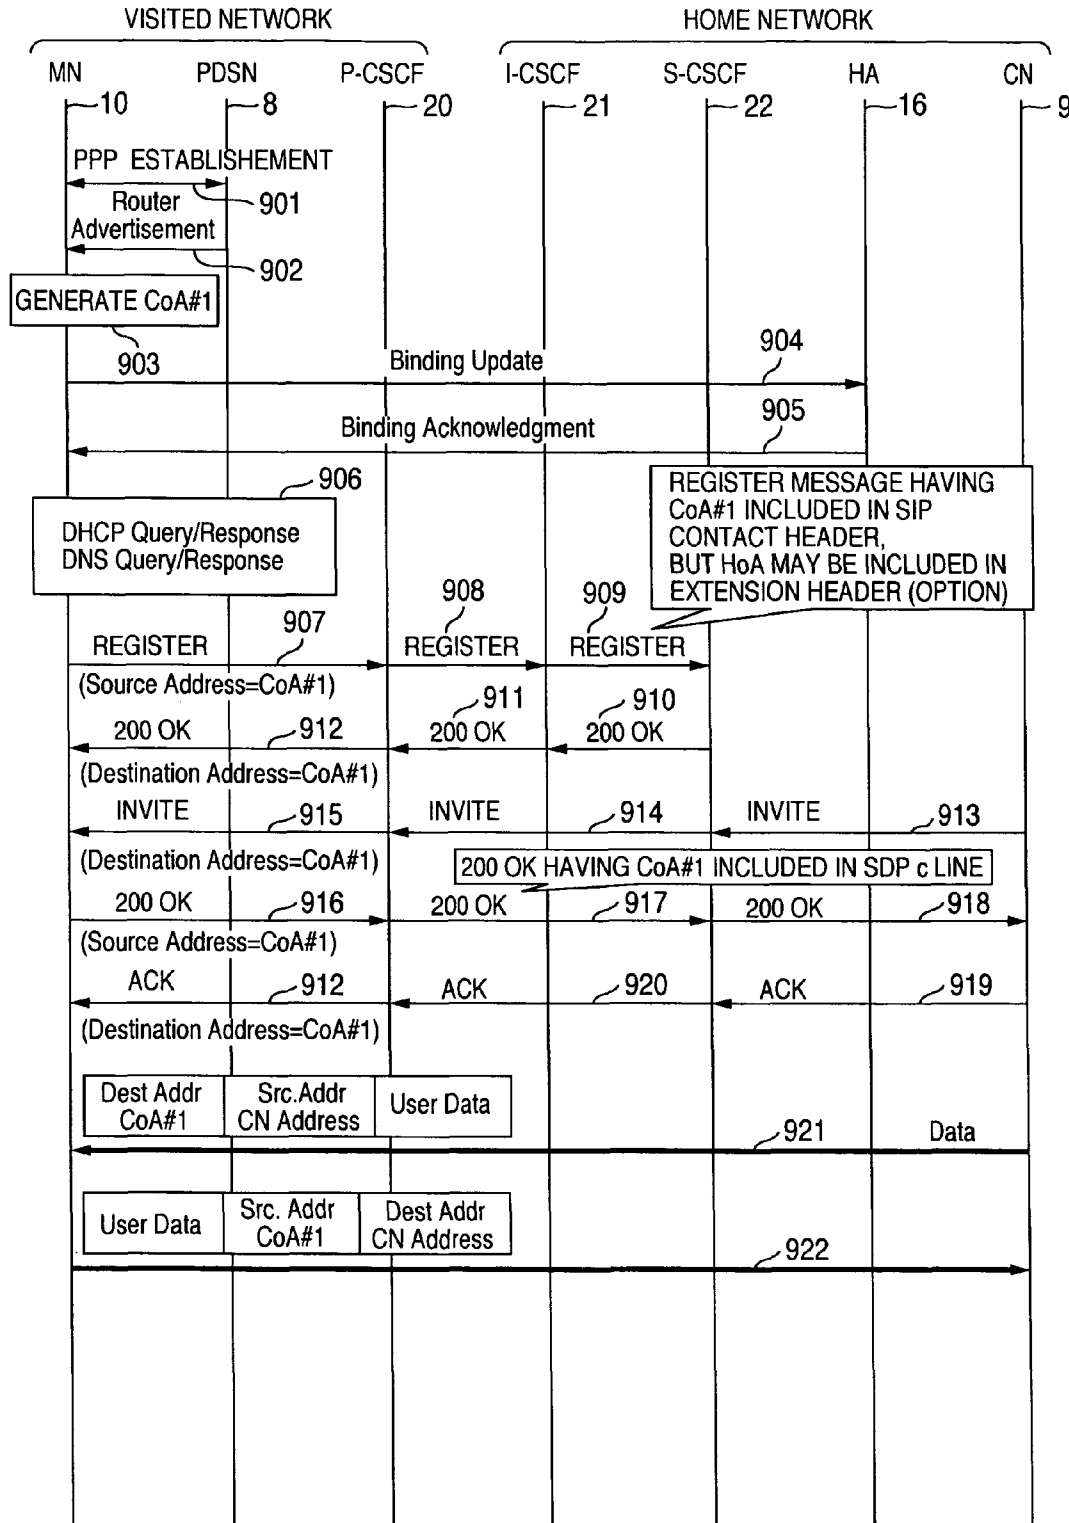 VISITED NETWORK
HOME NETWORK
MN PDSN P-CSCF I-CSCF S-CSCF HA CN
10 8 20 21 22 16 9
PPP ESTABLISHEMENT
901
Router
Advertisement
902
GENERATE CoA#1
903
Binding Update
904
Binding Acknowledgment
905
906
DHCP Query/Response
DNS Query/Response
REGISTER MESSAGE HAVING
CoA#1 INCLUDED IN SIP
CONTACT HEADER,
BUT HoA MAY BE INCLUDED IN
EXTENSION HEADER (OPTION)
907 908 909
REGISTER REGISTER REGISTER
(Source Address=CoA#1)
912 911 910
200 OK 200 OK 200 OK
(Destination Address=CoA#1)
INVITE 915 INVITE 914 INVITE 913
(Destination Address=CoA#1)
200 OK HAVING CoA#1 INCLUDED IN SDP c LINE
200 OK 916 200 OK 917 200 OK 918
(Source Address=CoA#1)
ACK 912 ACK 920 ACK 919
(Destination Address=CoA#1)
Dest Addr
CoA#1
Src.Addr
CN Address
User Data
921 Data
User Data
Src. Addr
CoA#1
Dest Addr
CN Address
922